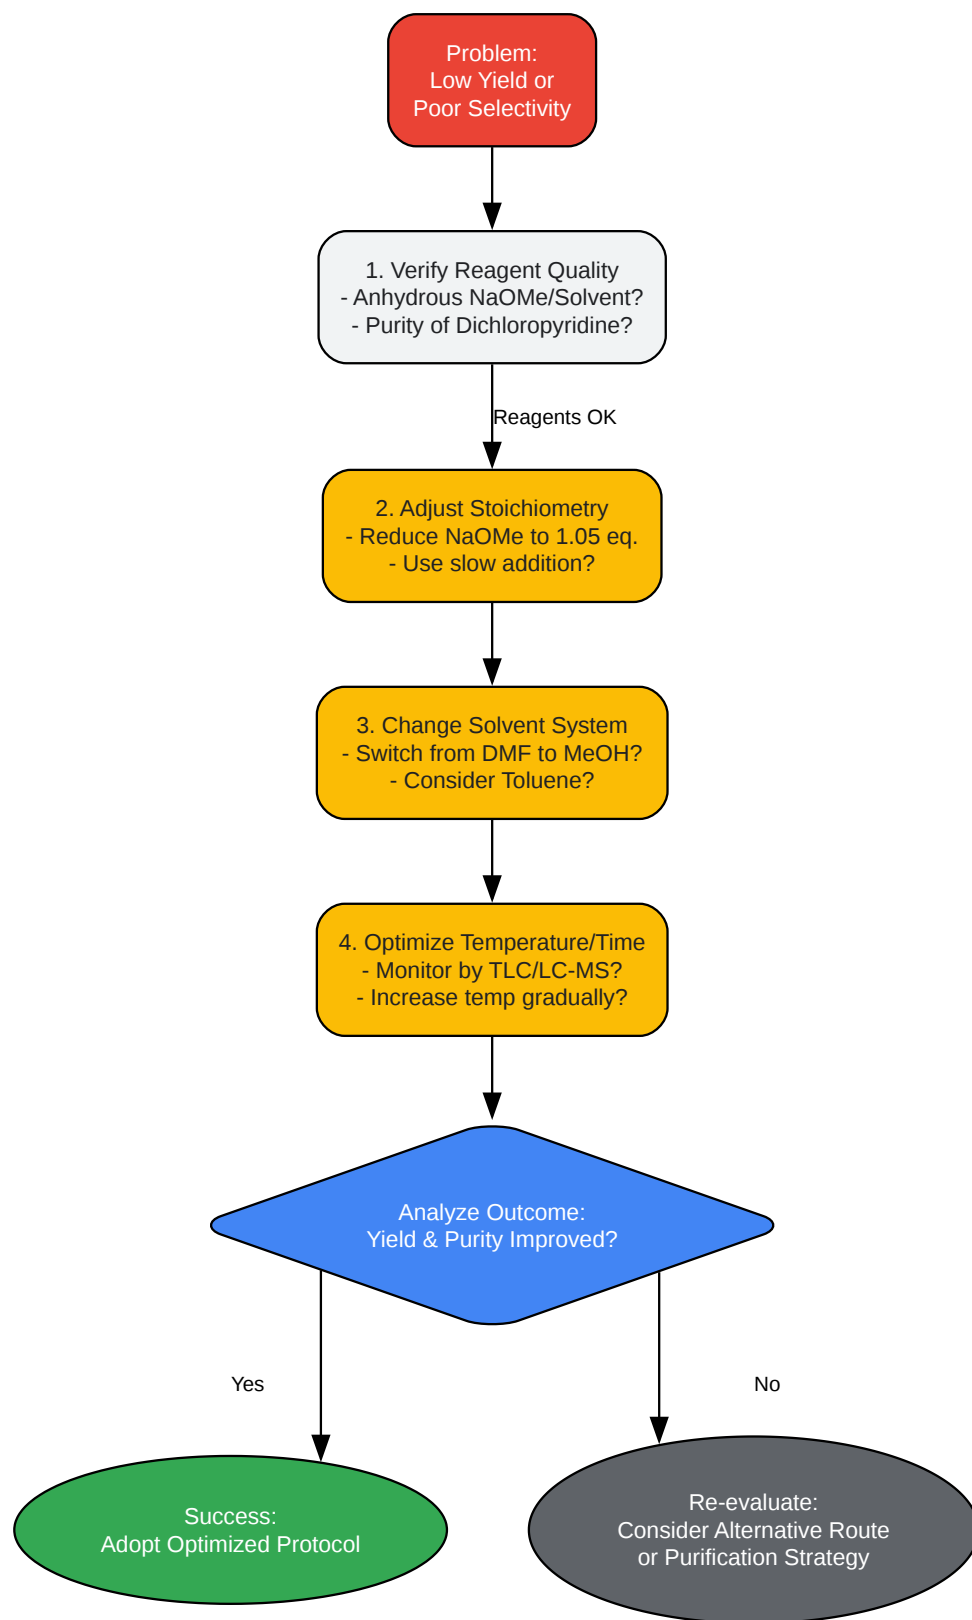 Problem:
Low Yield or
Poor Selectivity
1. Verify Reagent Quality
- Anhydrous NaOMe/Solvent?
- Purity of Dichloropyridine?
Reagents OK
2. Adjust Stoichiometry
- Reduce NaOMe to 1.05 eq.
- Use slow addition?
3. Change Solvent System
- Switch from DMF to MeOH?
- Consider Toluene?
4. Optimize Temperature/Time
- Monitor by TLC/LC-MS?
- Increase temp gradually?
Analyze Outcome:
Yield & Purity Improved?
Yes
No
Success:
Adopt Optimized Protocol
Re-evaluate:
Consider Alternative Route
or Purification Strategy